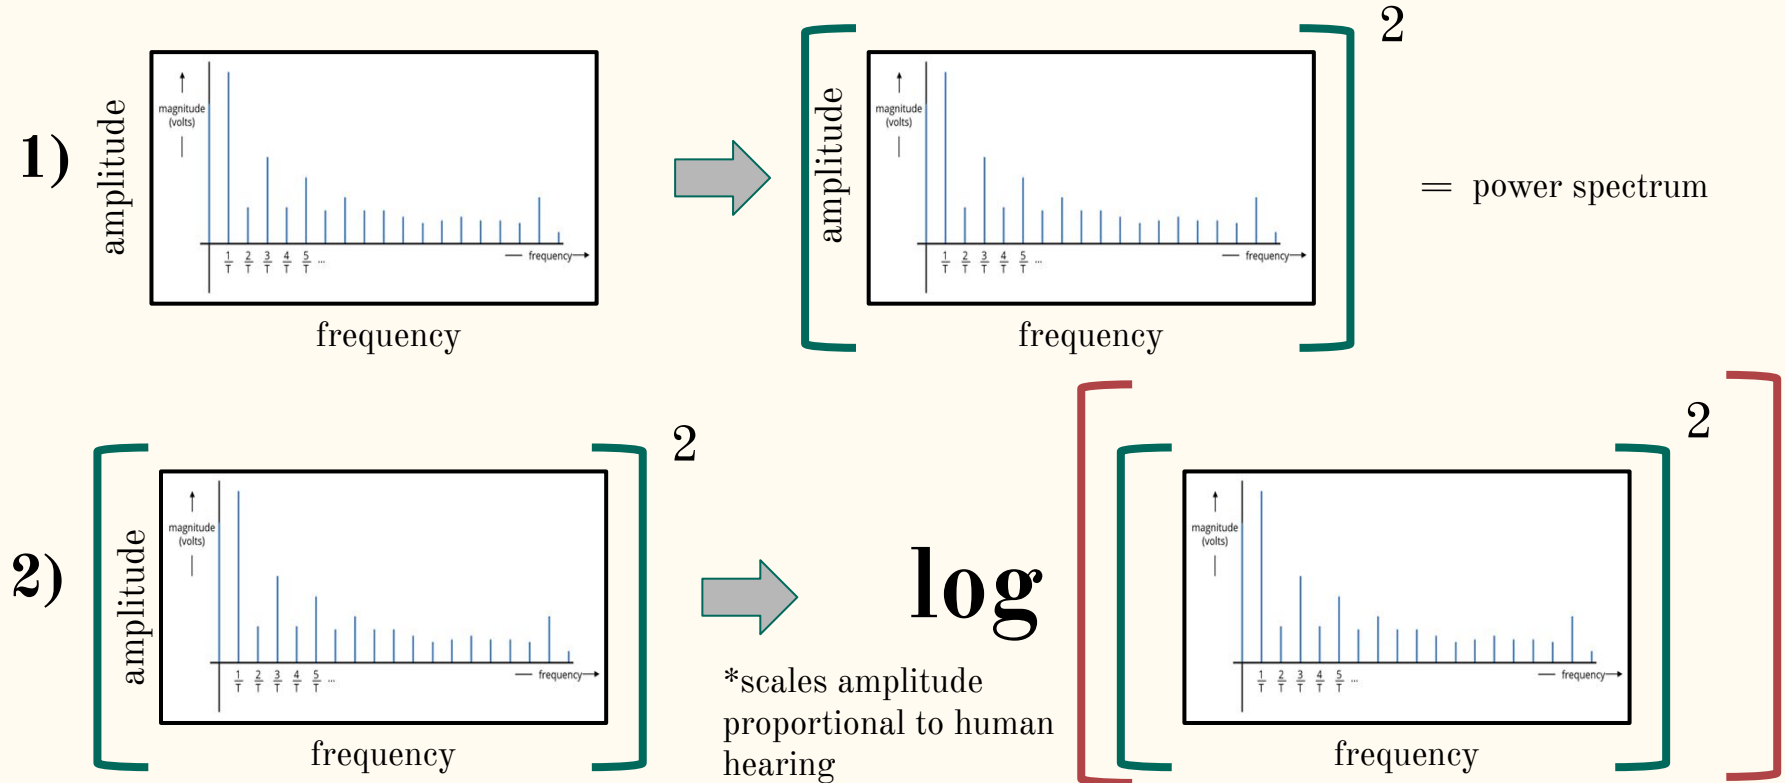 1)
amplitude
magnitude
(volts)
1/T 2/T 3/T 4/T 5/T ...
frequency
frequency
amplitude
magnitude
(volts)
1/T 2/T 3/T 4/T 5/T ...
frequency
frequency
2
= power spectrum
2)
amplitude
magnitude
(volts)
1/T 2/T 3/T 4/T 5/T ...
frequency
frequency
2
log
*scales amplitude
proportional to human
hearing
magnitude
(volts)
1/T 2/T 3/T 4/T 5/T ...
frequency
frequency
2